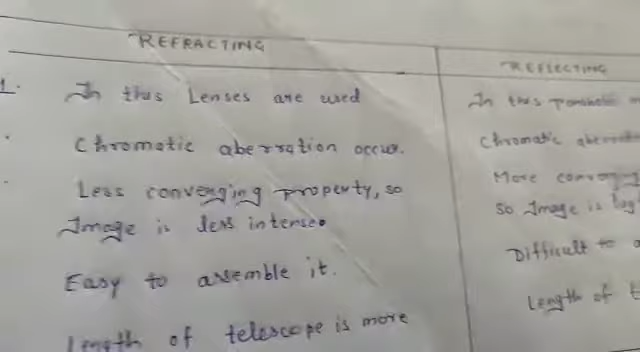 REFRACTING
1. In this Lenses are used
Chromatic aberration occur.
Less converging property, so
Image is less intense.
Easy to assemble it.
Length of telescope is more
REFLECTING
In this
Chromatic
More
so Image is
Difficult to
Length of